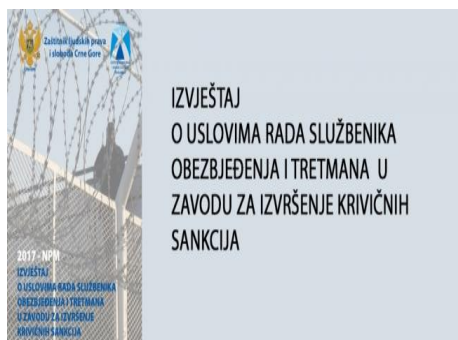 Zaštitnik ljudskih prava
i sloboda Crne Gore
2017 - NPM
IZVJEŠTAJ
O USLOVIMA RADA SLUŽBENIKA
OBEZBJEĐENJA I TRETMANA
U ZAVODU ZA IZVRŠENJE
KRIVIČNIH SANKCIJA
IZVJEŠTAJ
O USLOVIMA RADA SLUŽBENIKA
OBEZBJEĐENJA I TRETMANA U
ZAVODU ZA IZVRŠENJE KRIVIČNIH
SANKCIJA